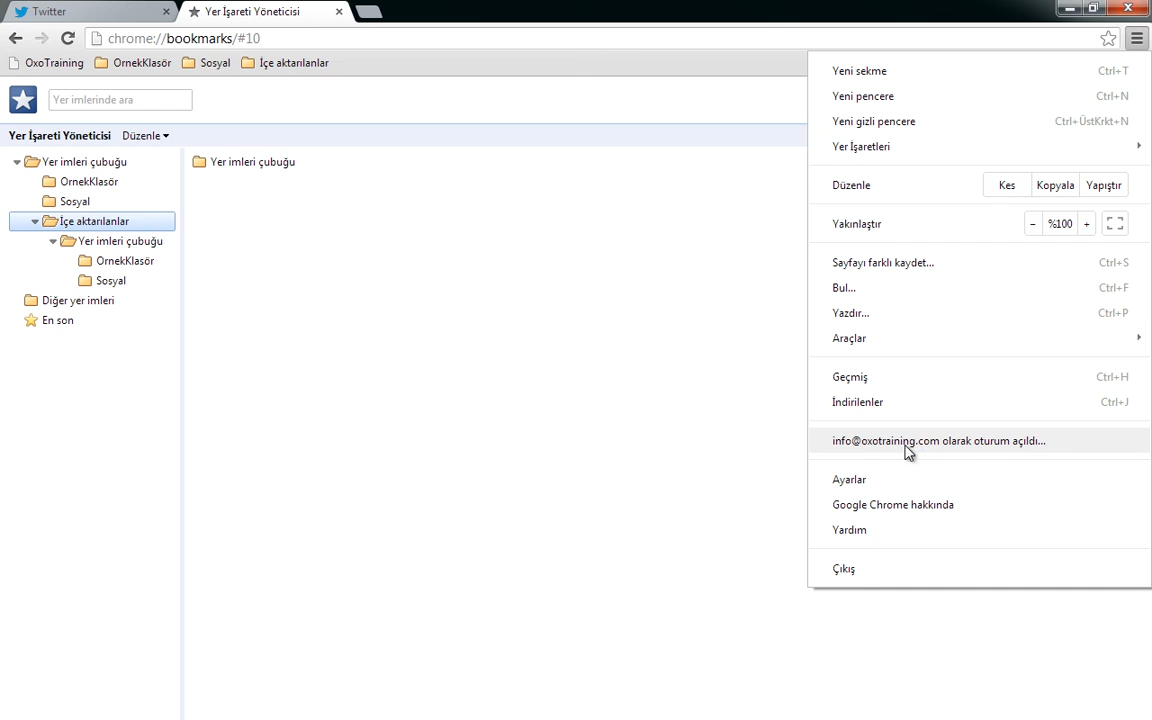 Twitter
Yer İşareti Yöneticisi
chrome://bookmarks/#10
OxoTraining OrnekKlasör Sosyal İçe aktarılanlar
Yer imlerinde ara
Yer İşareti Yöneticisi Düzenle
Yer imleri çubuğu
OrnekKlasör
Sosyal
İçe aktarılanlar
Yer imleri çubuğu
OrnekKlasör
Sosyal
Diğer yer imleri
En son
Yer imleri çubuğu
Yeni sekme Ctrl+T
Yeni pencere Ctrl+N
Yeni gizli pencere Ctrl+ÜstKrkt+N
Yer İşaretleri
Düzenle Kes Kopyala Yapıştır
Yakınlaştır − %100 +
Sayfayı farklı kaydet... Ctrl+S
Bul... Ctrl+F
Yazdır... Ctrl+P
Araçlar
Geçmiş Ctrl+H
İndirilenler Ctrl+J
info@oxotraining.com olarak oturum açıldı...
Ayarlar
Google Chrome hakkında
Yardım
Çıkış